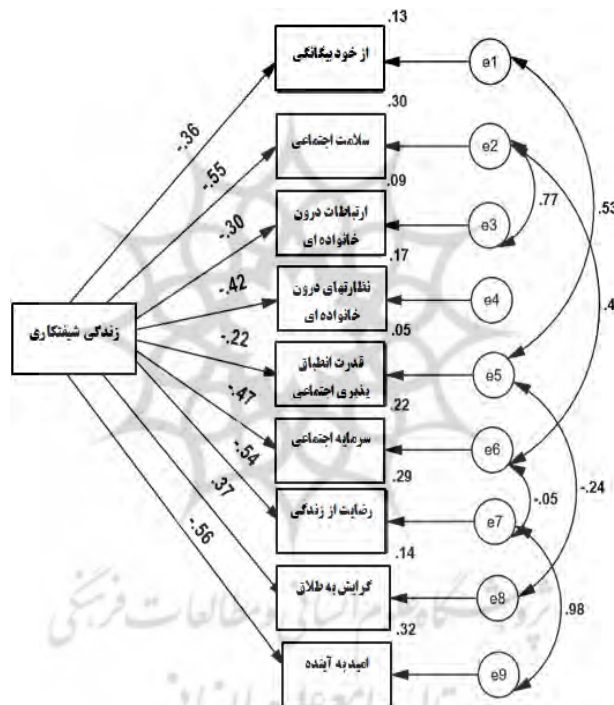 .13
از خود بیگانگی
e1
-.36
.30
سلامت اجتماعی
e2
-.55
.09
ارتباطات درون
خانواده ای
e3
.77
.53
-.30
.17
نظارتهای درون
خانواده ای
e4
.4
-.42
زندگی شیفتکاری
.05
قدرت انطباق
پذیری اجتماعی
e5
-.22
.22
سرمایه اجتماعی
e6
-.47
.29
رضایت از زندگی
e7
-.05
-.24
-.54
.14
گرایش به طلاق
e8
.37
.98
.32
امید به آینده
e9
-.56